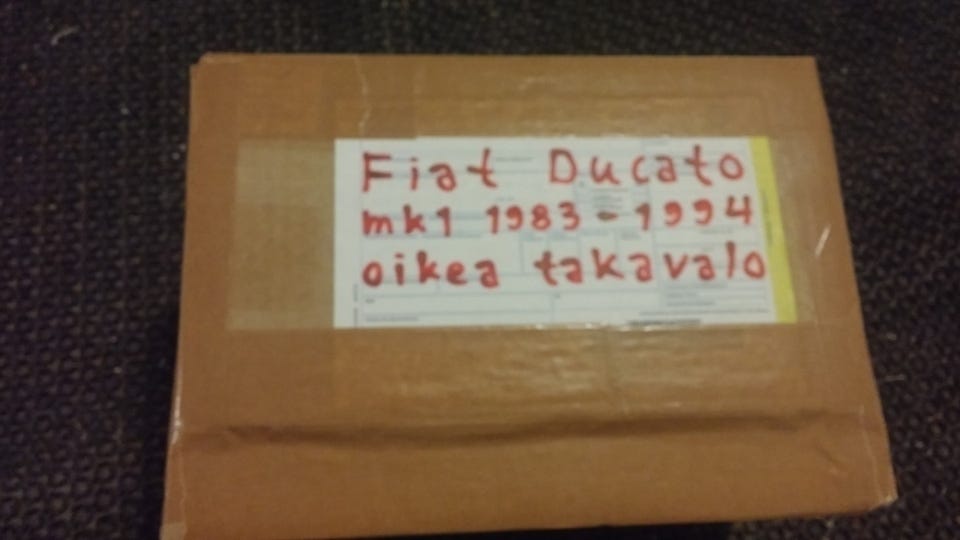 Fiat Ducato
mk1 1983-1994
oikea takavalo